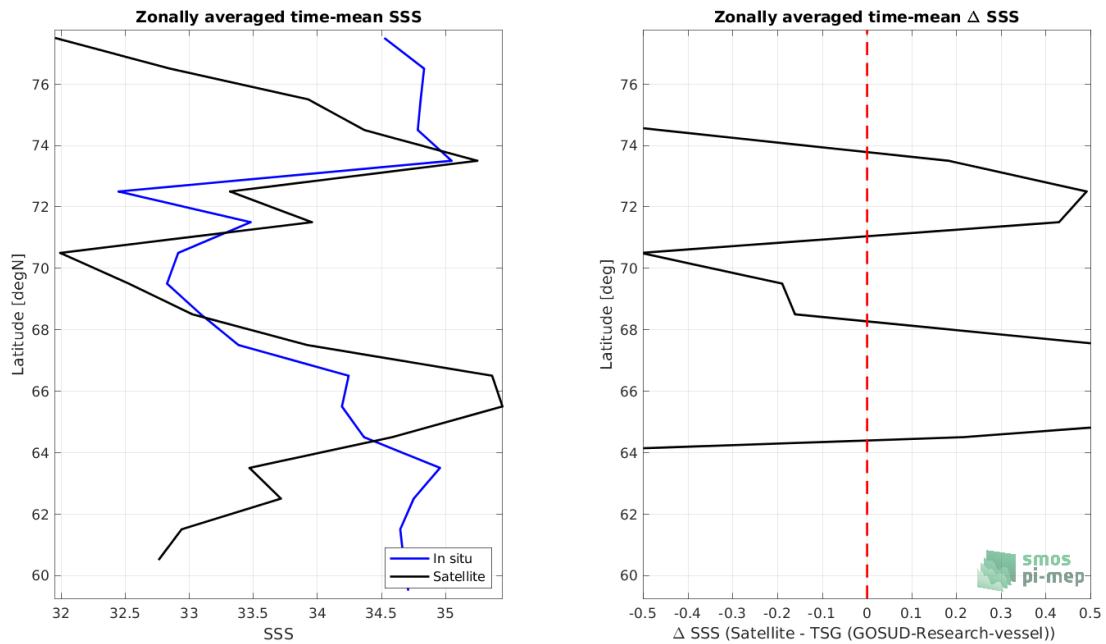 Zonally averaged time-mean SSS
Latitude [degN]
76
74
72
70
68
66
64
62
60
32 32.5 33 33.5 34 34.5 35
SSS
In situ
Satellite
Zonally averaged time-mean Δ SSS
Latitude [deg]
76
74
72
70
68
66
64
62
60
-0.5 -0.4 -0.3 -0.2 -0.1 0 0.1 0.2 0.3 0.4 0.5
Δ SSS (Satellite - TSG (GOSUD-Research-vessel))
smos
pi-mep